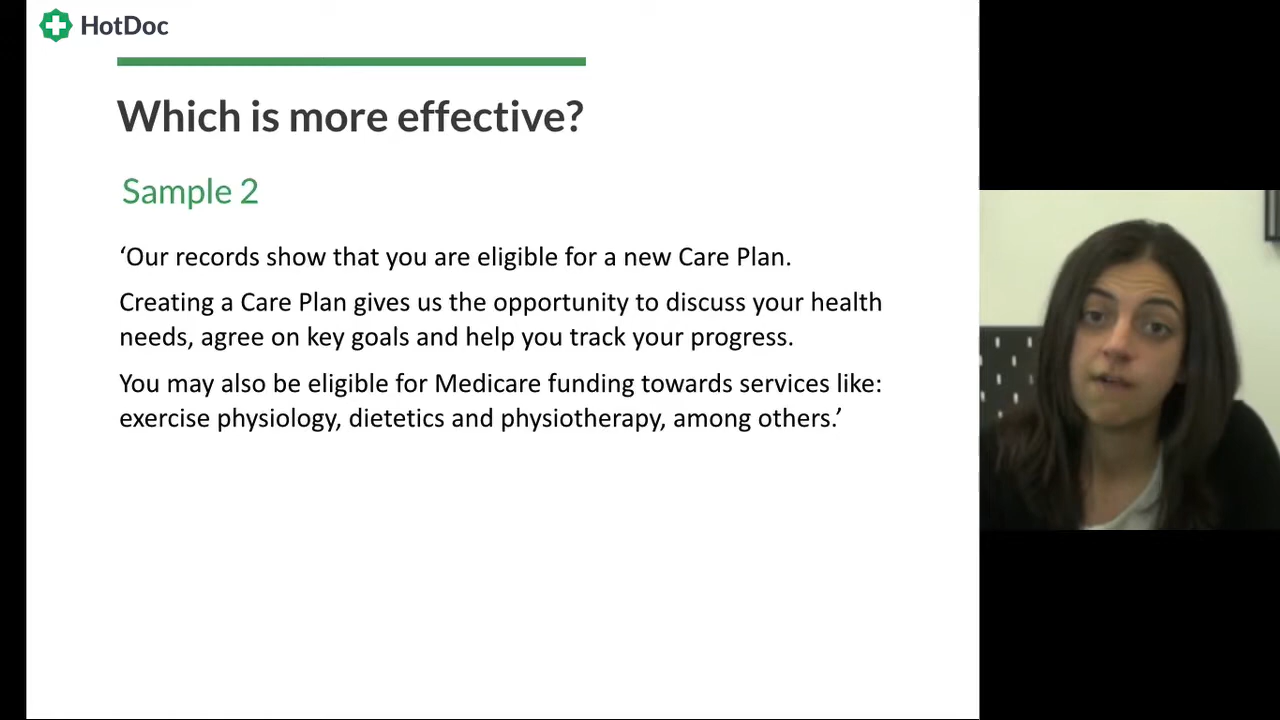 HotDoc
Which is more effective?
Sample 2
‘Our records show that you are eligible for a new Care Plan.
Creating a Care Plan gives us the opportunity to discuss your health
needs, agree on key goals and help you track your progress.
You may also be eligible for Medicare funding towards services like:
exercise physiology, dietetics and physiotherapy, among others.’